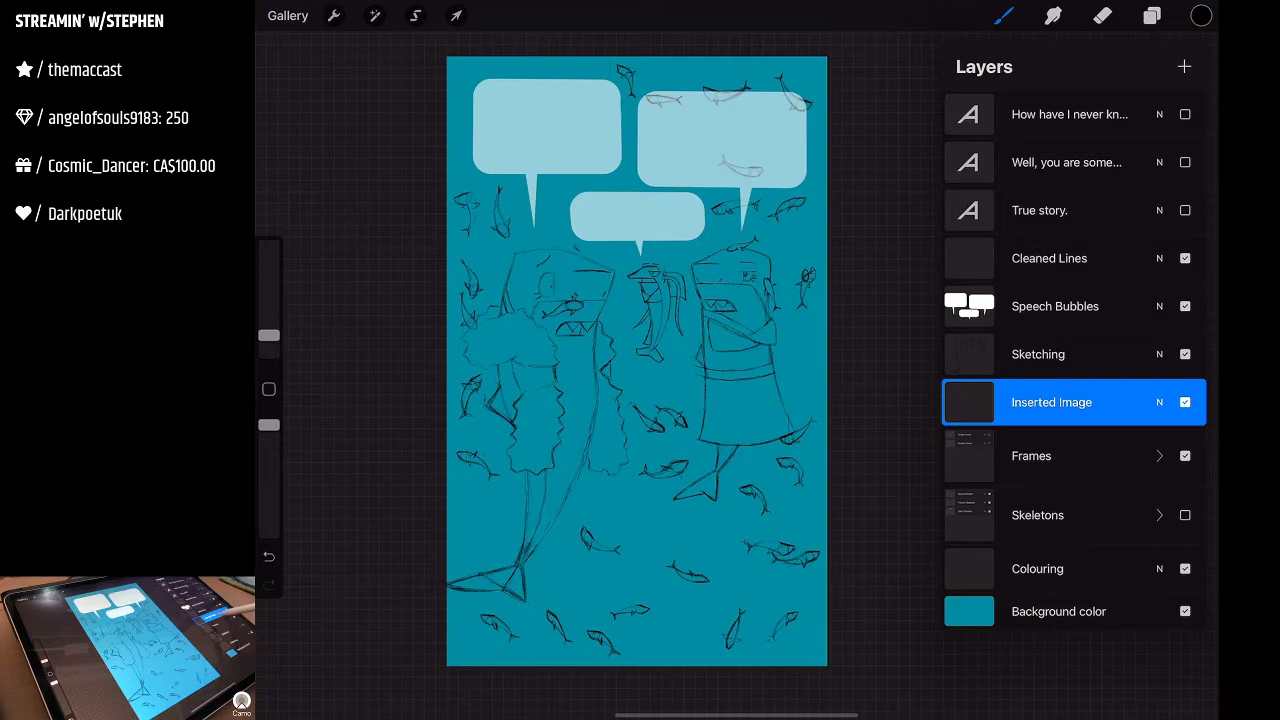 STREAMIN' w/STEPHEN
/ themaccast
/ angelofsouls9183: 250
/ Cosmic_Dancer: CA$100.00
/ Darkpoetuk
Gallery
Layers
A How have I never kn... N
A Well, you are some... N
A True story.
Cleaned Lines N
Speech Bubbles N
Sketching N
Inserted Image N
Frames
Skeletons
Colouring N
Background color
Camo